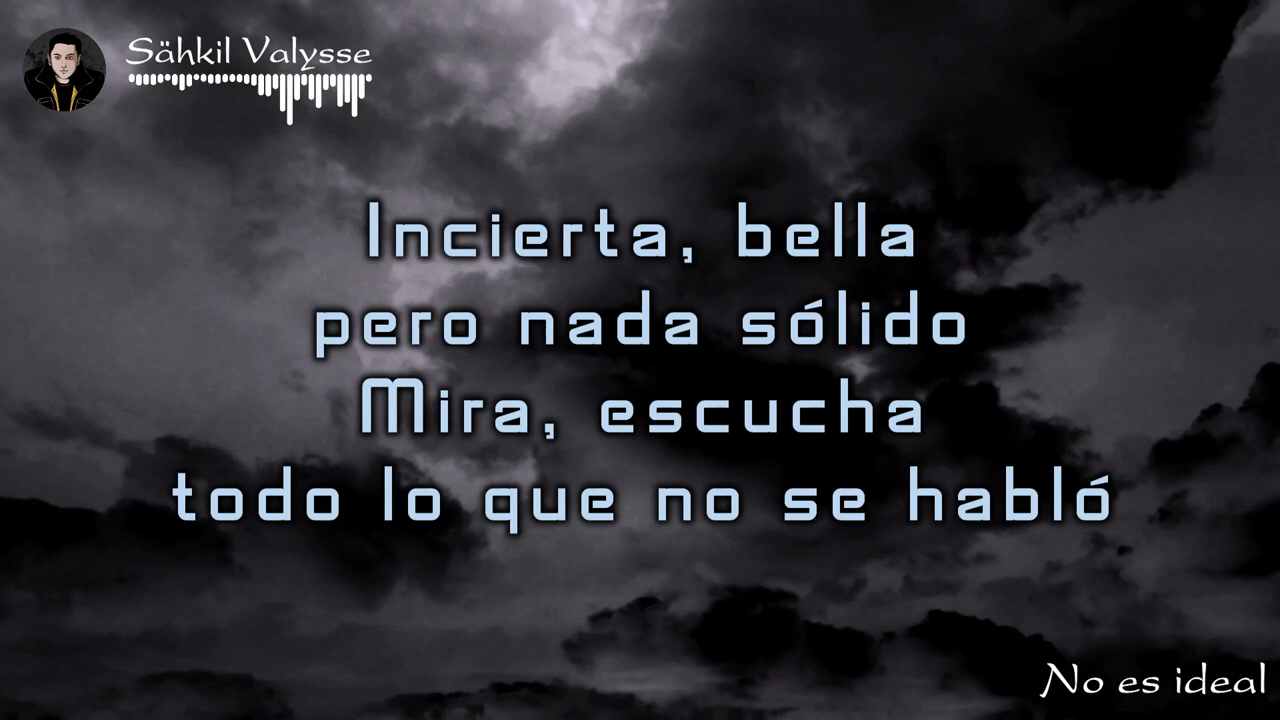 Sähkil Valysse
Incierta, bella
pero nada sólido
Mira, escucha
todo lo que no se habló
No es ideal